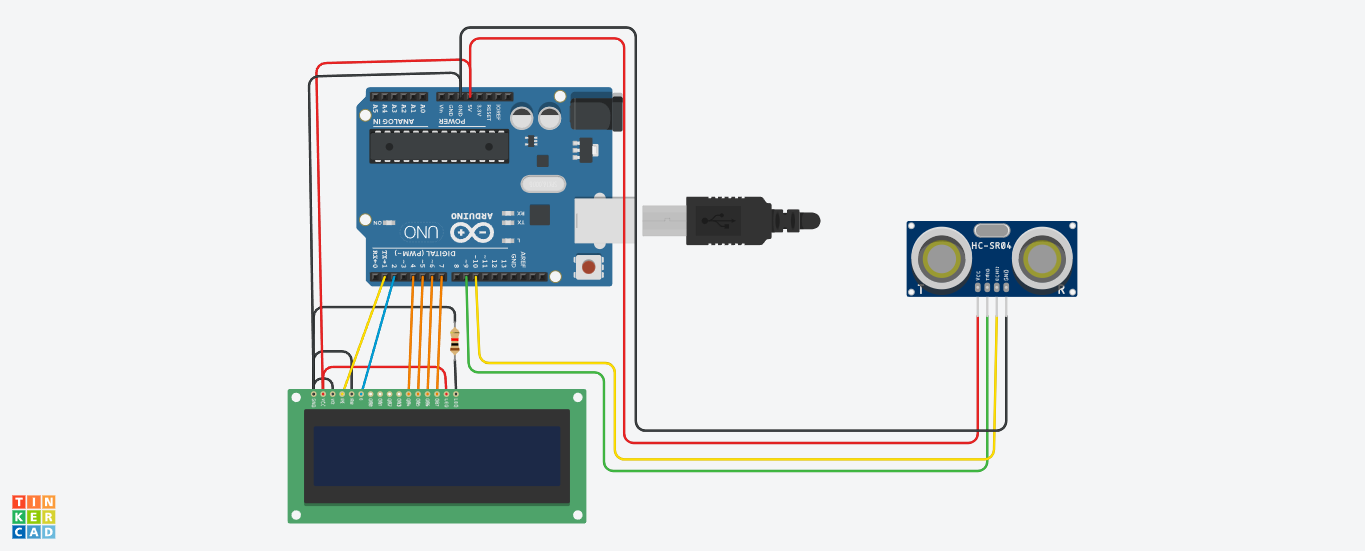 A5 A4 A3 A2 A1 A0
Vin GND GND 5V 3.3V RESET IOREF
ANALOG IN
POWER
RX
TX
L
ON
UNO
ARDUINO
DIGITAL (PWM~)
RX←0 TX→1 2 ~3 4 ~5 ~6 7 8 ~9 ~10 ~11 12 13 GND AREF
HC-SR04
VCC TRIG ECHO GND
T R
TIN
KER
CAD